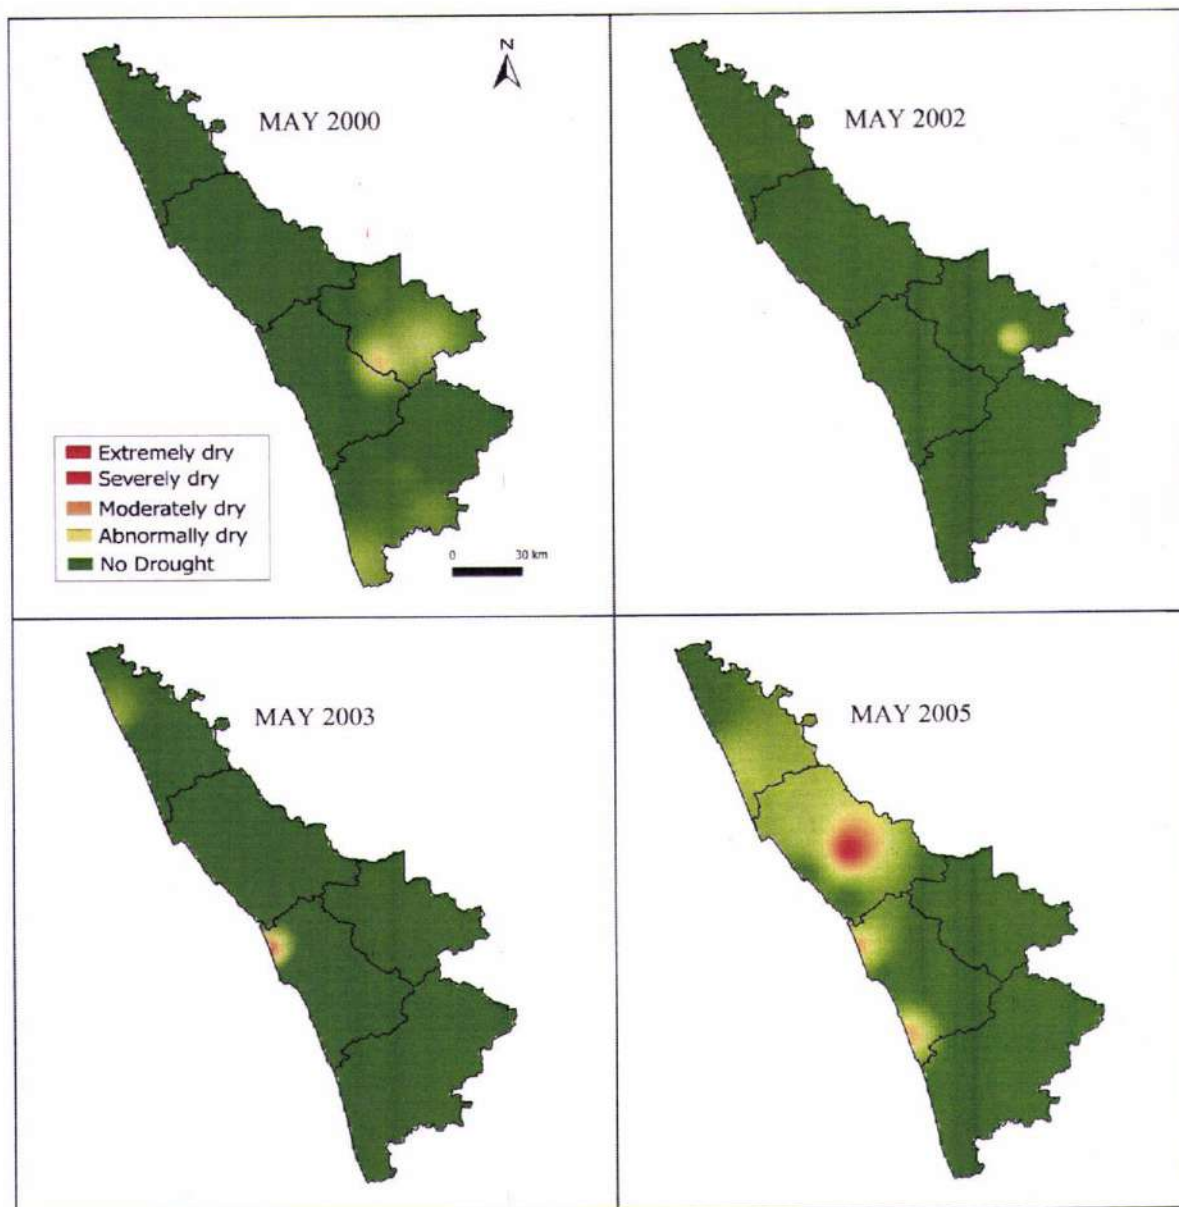 N
MAY 2000
MAY 2002
Extremely dry
Severely dry
Moderately dry
Abnormally dry
No Drought
0 30 km
MAY 2003
MAY 2005